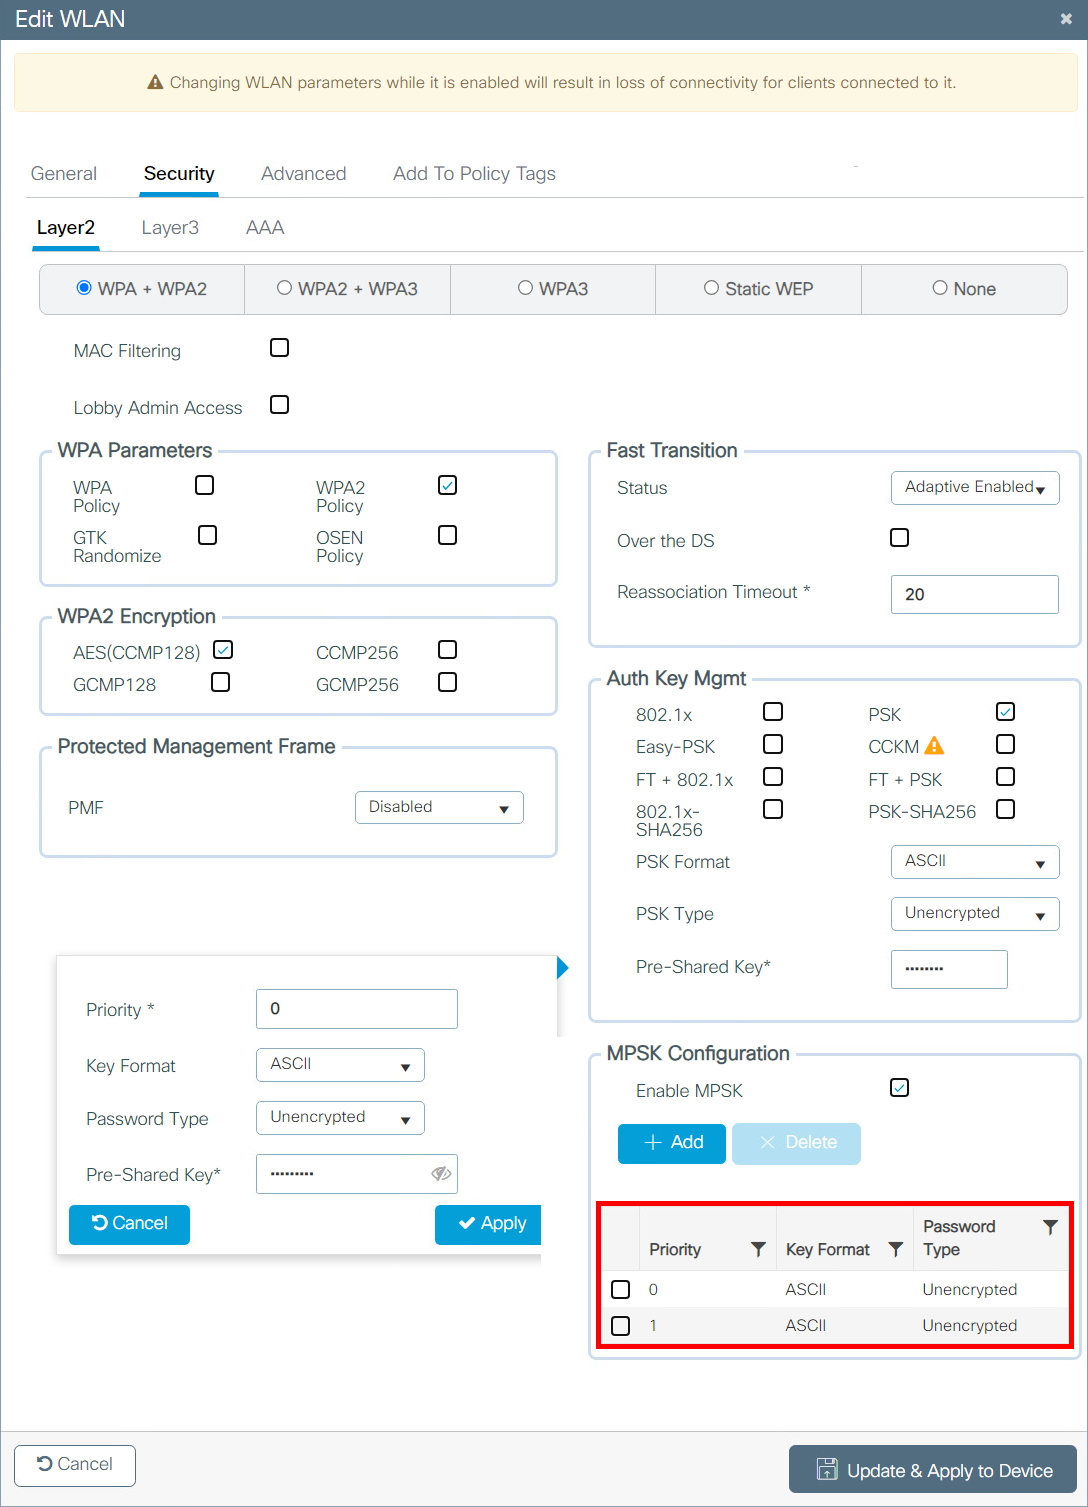 Edit WLAN
Changing WLAN parameters while it is enabled will result in loss of connectivity for clients connected to it.
General Security Advanced Add To Policy Tags
Layer2 Layer3 AAA
WPA + WPA2 WPA2 + WPA3 WPA3 Static WEP None
MAC Filtering
Lobby Admin Access
WPA Parameters
WPA Policy
WPA2 Policy
GTK Randomize
OSEN Policy
WPA2 Encryption
AES(CCMP128) CCMP256
GCMP128 GCMP256
Protected Management Frame
PMF Disabled
Fast Transition
Status Adaptive Enabled
Over the DS
Reassociation Timeout * 20
Auth Key Mgmt
802.1x PSK
Easy-PSK CCKM
FT + 802.1x FT + PSK
802.1x-SHA256 PSK-SHA256
PSK Format ASCII
PSK Type Unencrypted
Pre-Shared Key* ········
Priority * 0
Key Format ASCII
Password Type Unencrypted
Pre-Shared Key* ·········
Cancel Apply
MPSK Configuration
Enable MPSK
Add Delete
Priority Key Format Password Type
0 ASCII Unencrypted
1 ASCII Unencrypted
Cancel Update & Apply to Device